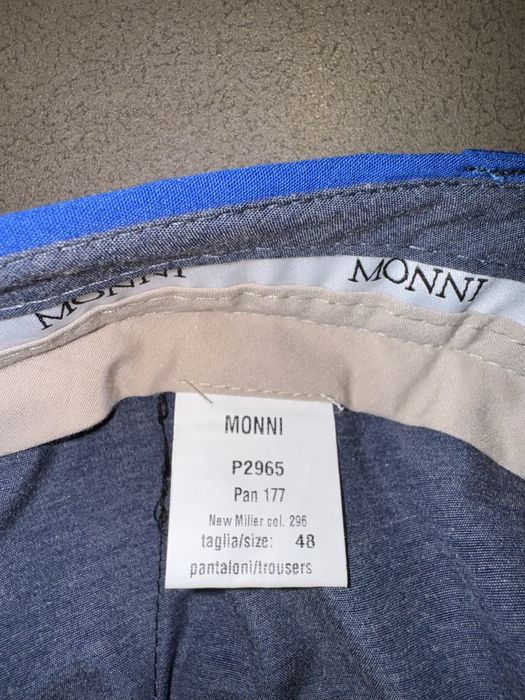 MONNI
MONNI
MONNI
P2965
Pan 177
New Miller col. 296
taglia/size: 48
pantaloni/trousers